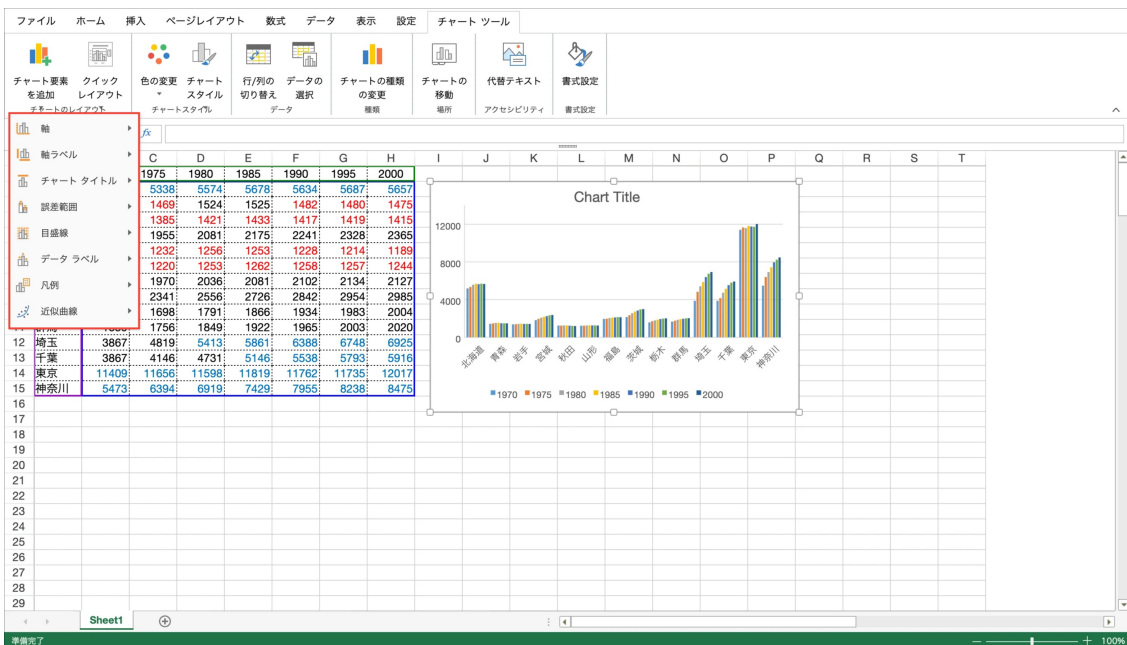 ファイル ホーム 挿入 ページレイアウト 数式 データ 表示 設定 チャート ツール
チャート要素を追加 クイックレイアウト 色の変更 チャートスタイル 行/列の切り替え データの選択 チャートの種類の変更 チャートの移動 代替テキスト 書式設定
チャートのレイアウト チャートスタイル データ 種類 場所 アクセシビリティ 書式設定
軸
軸ラベル
チャート タイトル
誤差範囲
目盛線
データ ラベル
凡例
近似曲線
fx
C D E F G H I J K L M N O P Q R S T
1975 1980 1985 1990 1995 2000
5338 5574 5678 5634 5687 5657
1469 1524 1525 1482 1480 1475
1385 1421 1433 1417 1419 1415
1955 2081 2175 2241 2328 2365
1232 1256 1253 1228 1214 1189
1220 1253 1262 1258 1257 1244
1970 2036 2081 2102 2134 2127
2341 2556 2726 2842 2954 2985
1698 1791 1866 1934 1983 2004
1756 1849 1922 1965 2003 2020
12 埼玉 3867 4819 5413 5861 6388 6748 6925
13 千葉 3867 4146 4731 5146 5538 5793 5916
14 東京 11409 11656 11598 11819 11762 11735 12017
15 神奈川 5473 6394 6919 7429 7955 8238 8475
16
17
18
19
20
21
22
23
24
25
26
27
28
29
Chart Title
12000
8000
4000
0
北海道 青森 岩手 宮城 秋田 山形 福島 茨城 栃木 群馬 埼玉 千葉 東京 神奈川
1970 1975 1980 1985 1990 1995 2000
Sheet1
準備完了 100%